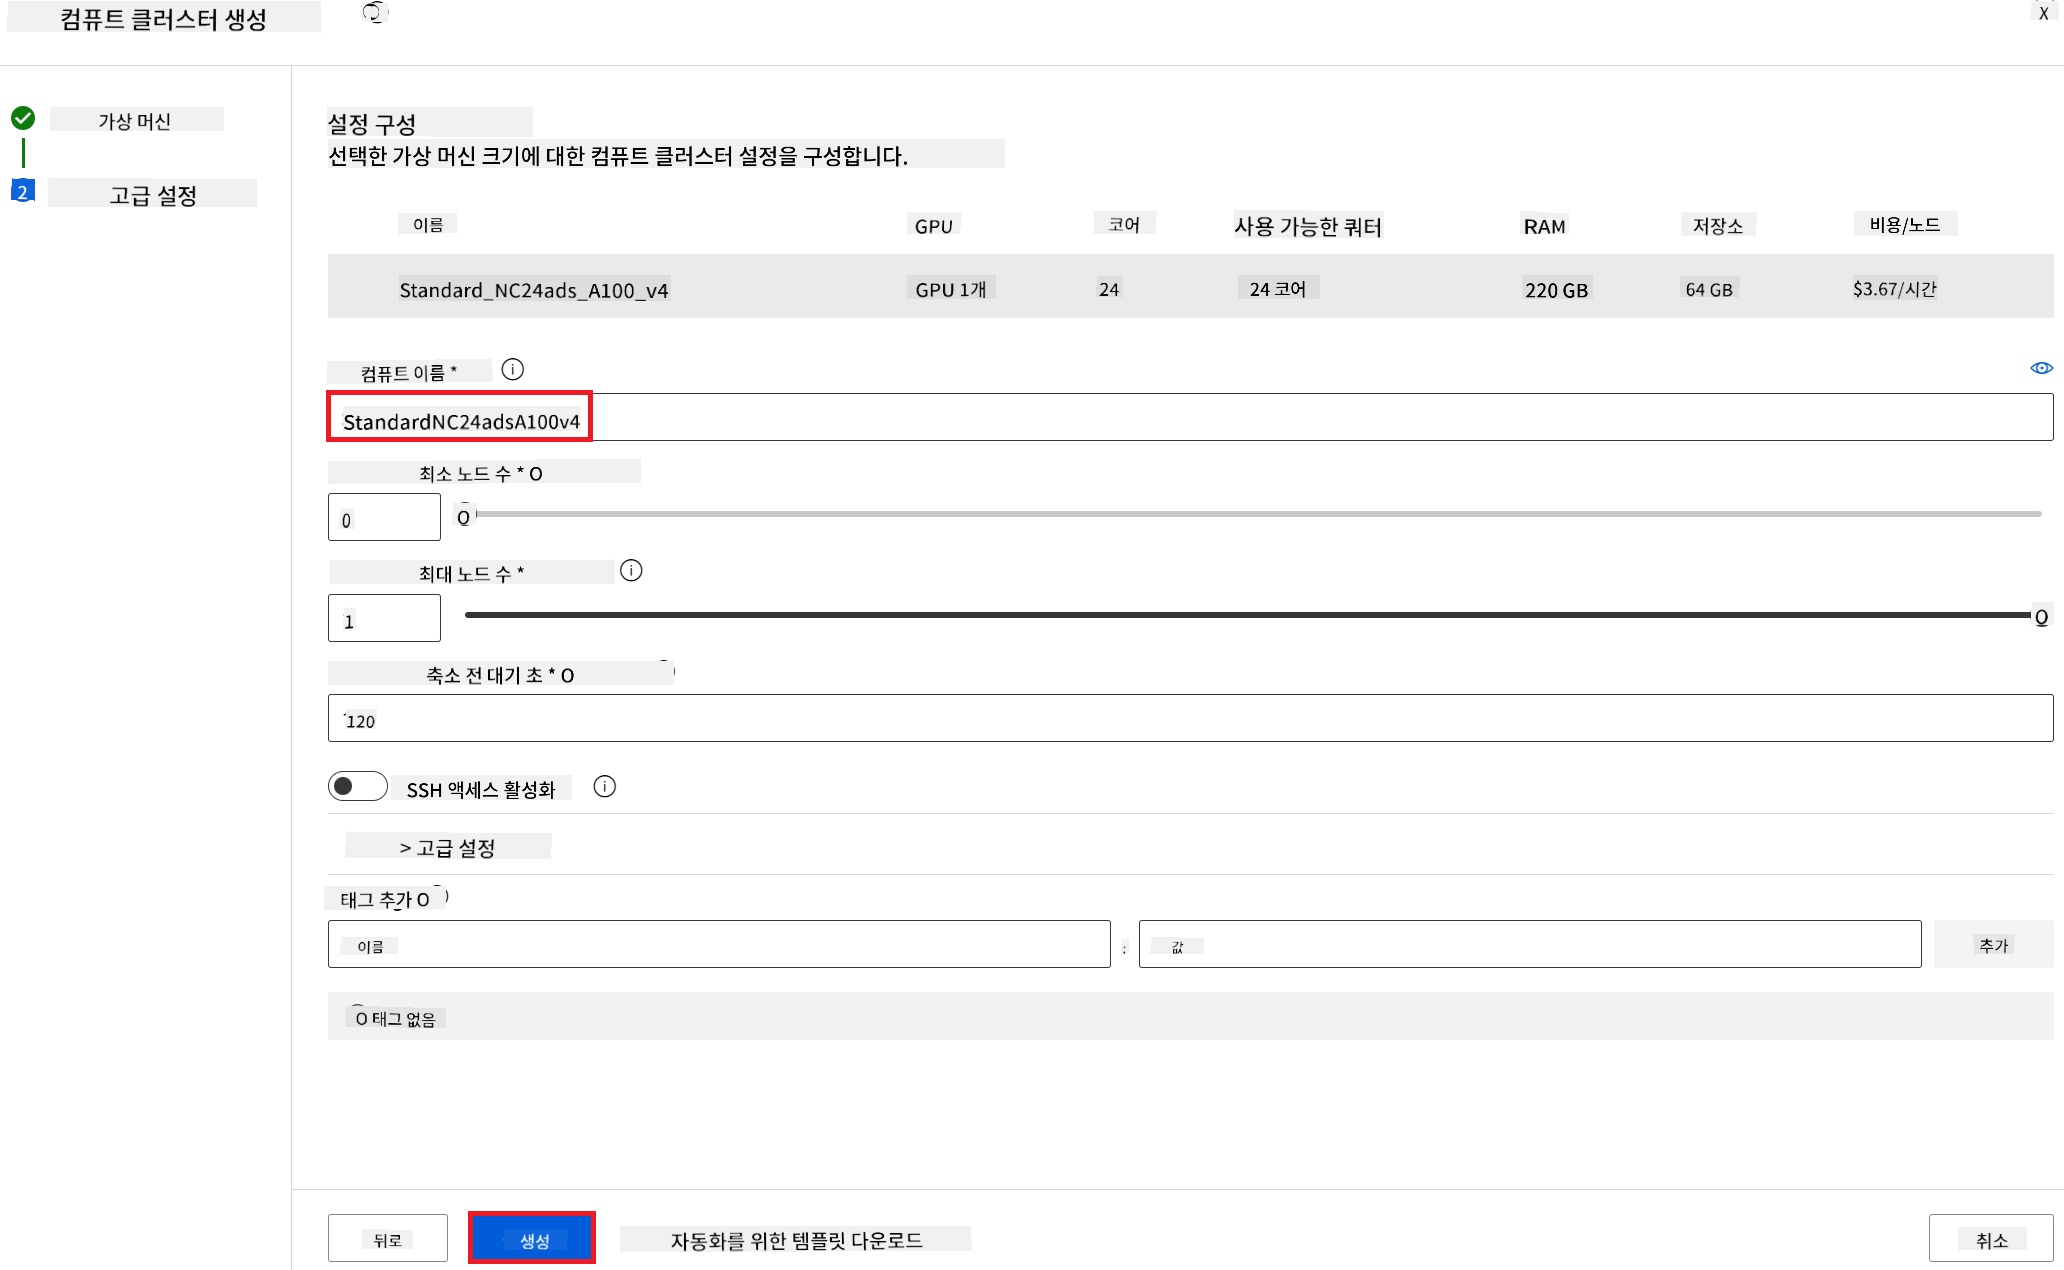 컴퓨트 클러스터 생성
X
가상 머신
2 고급 설정
설정 구성
선택한 가상 머신 크기에 대한 컴퓨트 클러스터 설정을 구성합니다.
이름 GPU 코어 사용 가능한 쿼터 RAM 저장소 비용/노드
Standard_NC24ads_A100_v4 GPU 1개 24 24 코어 220 GB 64 GB $3.67/시간
컴퓨트 이름 *
StandardNC24adsA100v4
최소 노드 수 * O
0
최대 노드 수 *
1
축소 전 대기 초 * O
120
SSH 액세스 활성화
> 고급 설정
태그 추가 O
이름 : 값 추가
O 태그 없음
뒤로 생성 자동화를 위한 템플릿 다운로드 취소